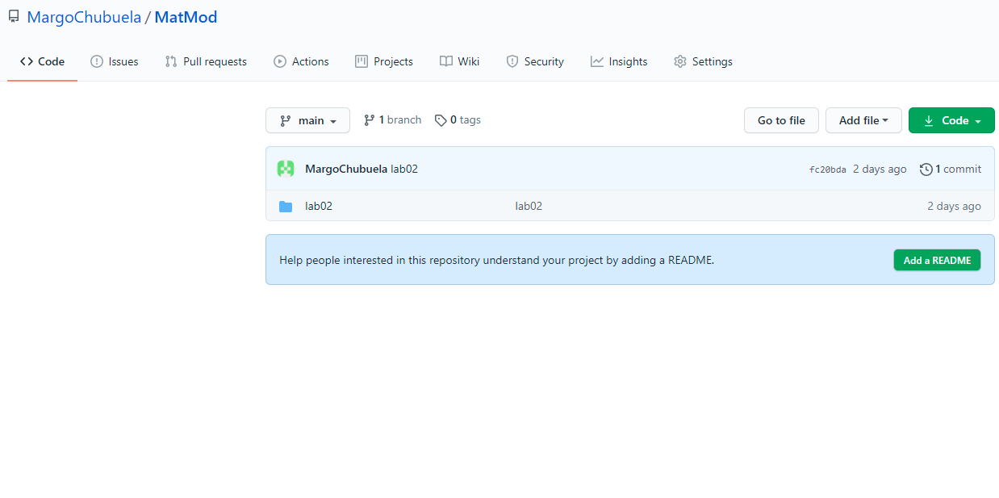 MargoChubuela / MatMod
Code Issues Pull requests Actions Projects Wiki Security Insights Settings
main 1 branch 0 tags Go to file Add file Code
MargoChubuela lab02 fc20bda 2 days ago 1 commit
lab02 lab02 2 days ago
Help people interested in this repository understand your project by adding a README. Add a README